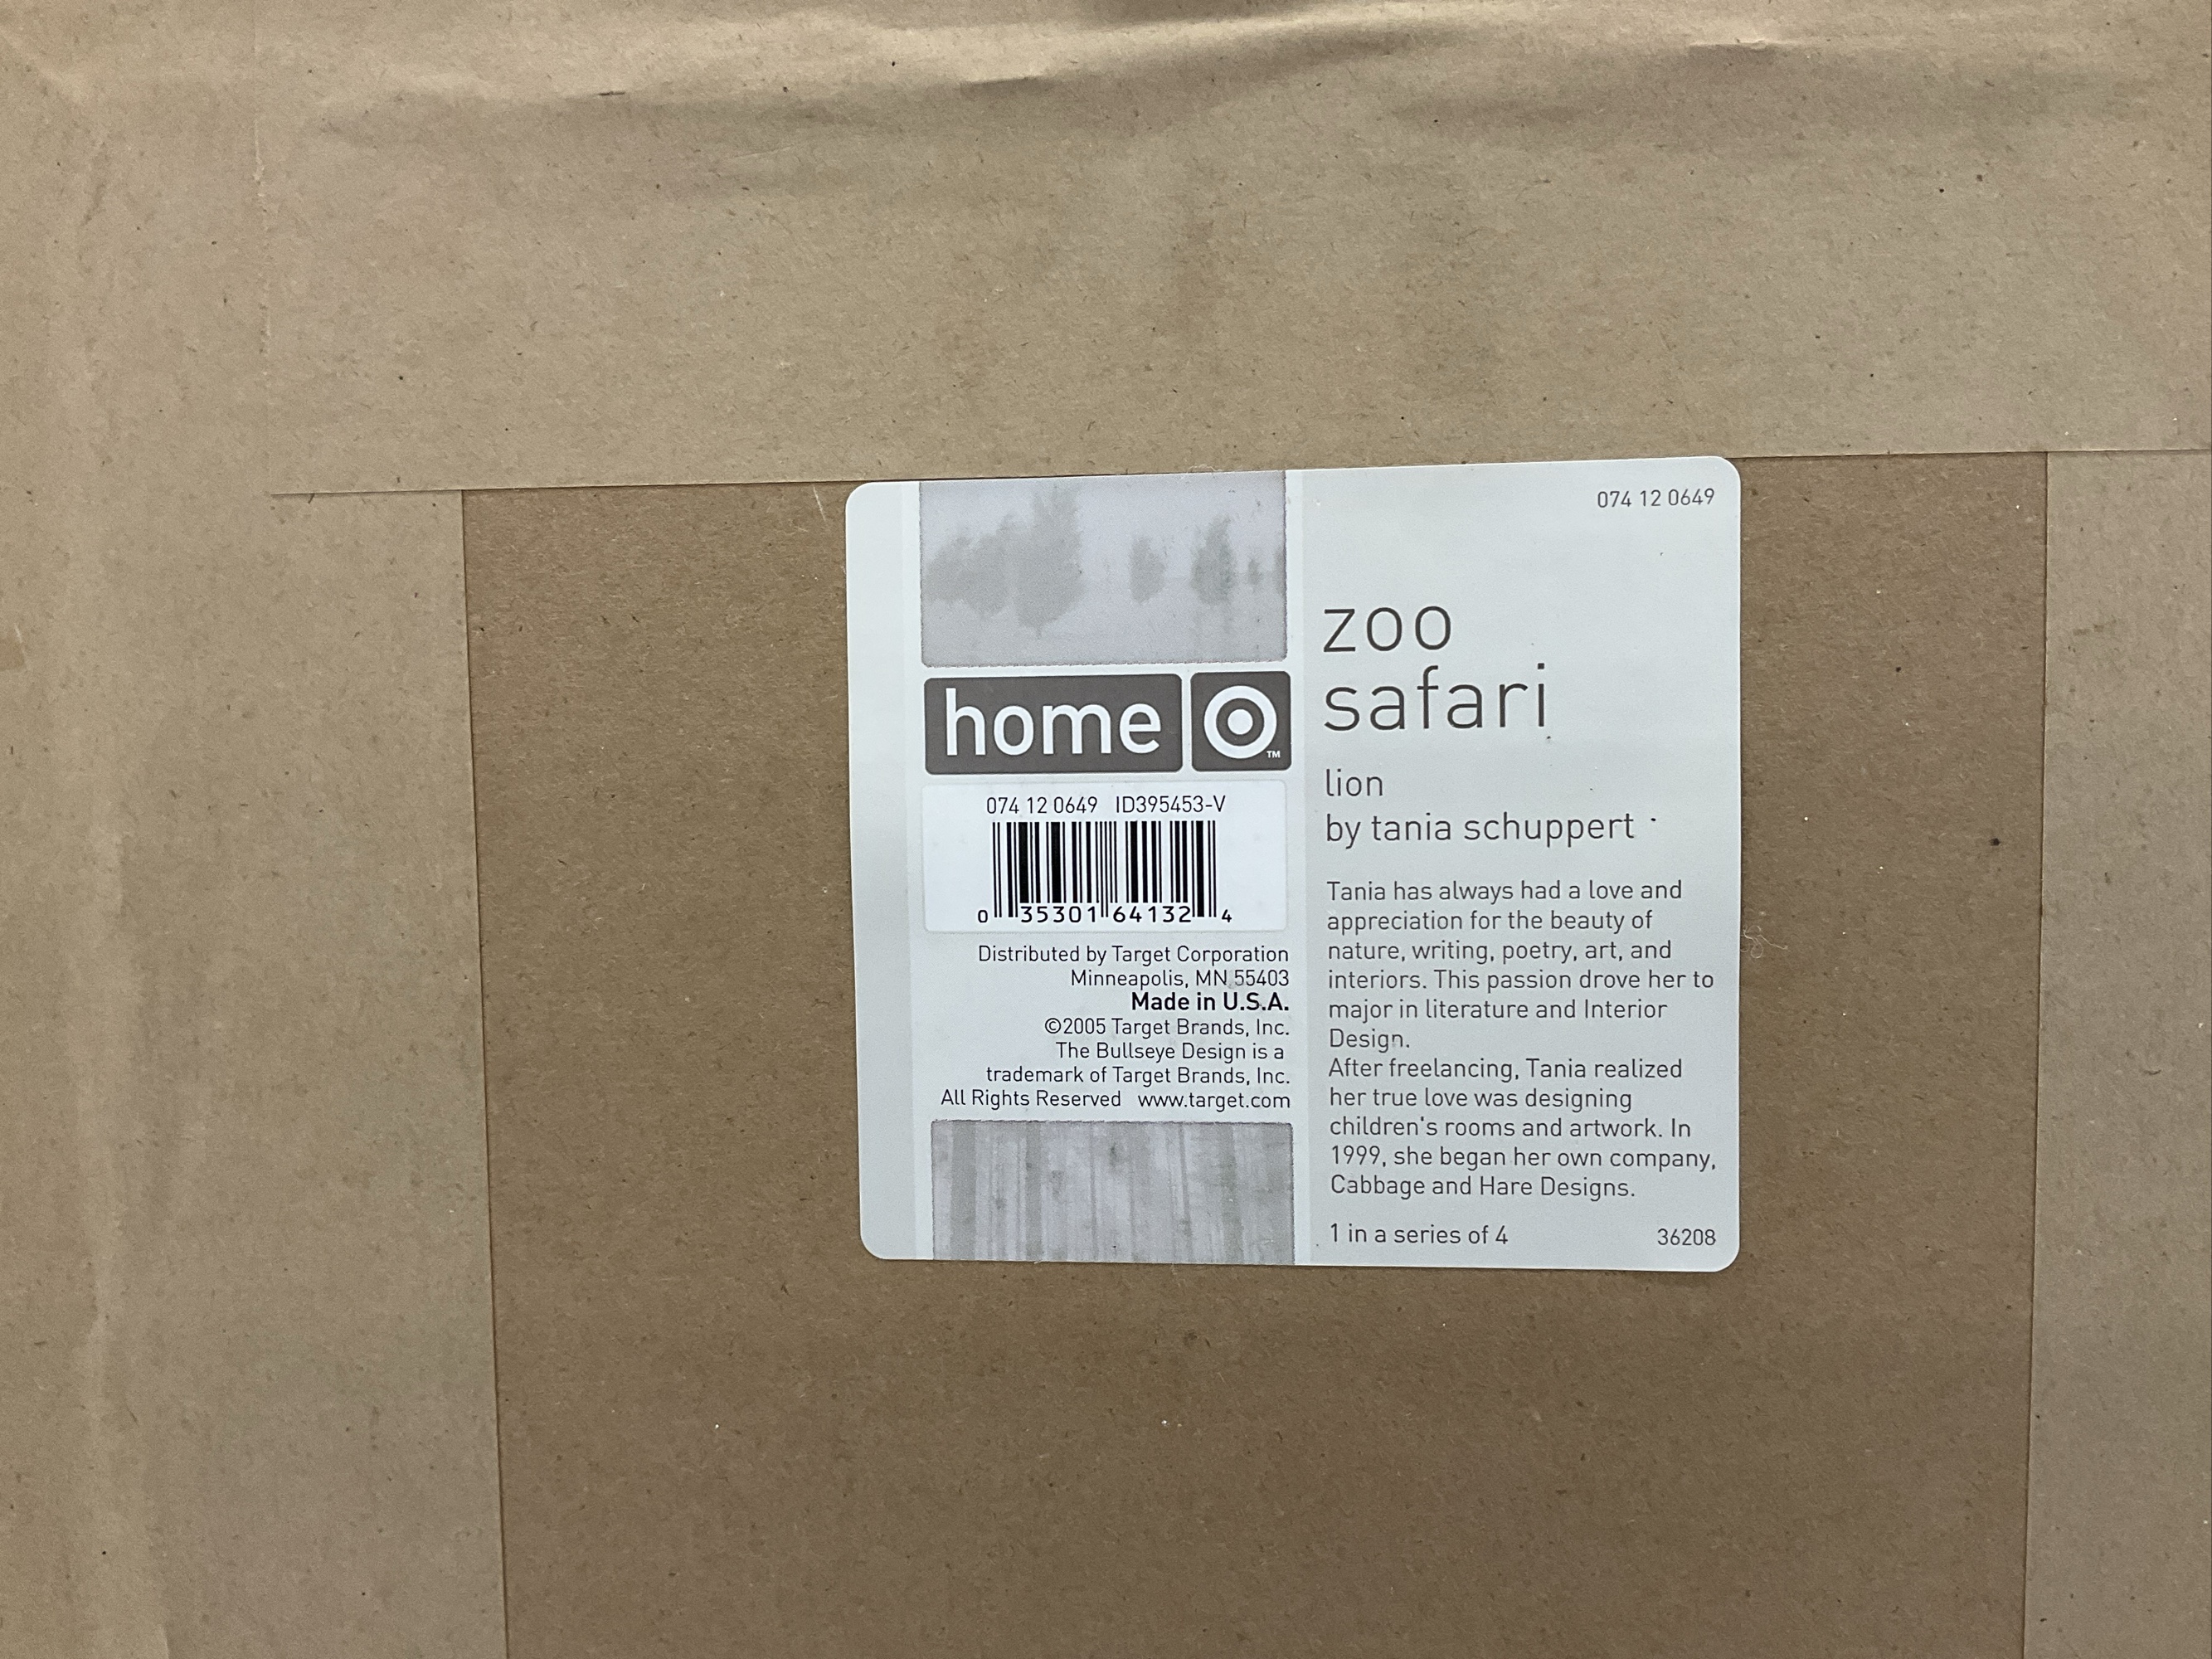 home
TM
074 12 0649 ID395453-V
0 35301 64132 4
Distributed by Target Corporation
Minneapolis, MN 55403
Made in U.S.A.
©2005 Target Brands, Inc.
The Bullseye Design is a
trademark of Target Brands, Inc.
All Rights Reserved www.target.com
074 12 0649
zoo
safari
lion
by tania schuppert
Tania has always had a love and
appreciation for the beauty of
nature, writing, poetry, art, and
interiors. This passion drove her to
major in literature and Interior
Design.
After freelancing, Tania realized
her true love was designing
children's rooms and artwork. In
1999, she began her own company,
Cabbage and Hare Designs.
1 in a series of 4 36208